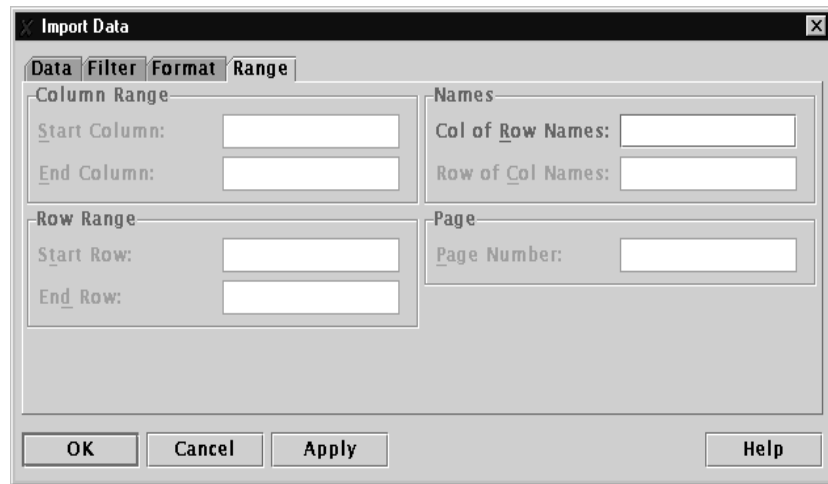 Import Data
Data Filter Format Range
Column Range
Start Column:
End Column:
Row Range
Start Row:
End Row:
Names
Col of Row Names:
Row of Col Names:
Page
Page Number:
OK Cancel Apply Help